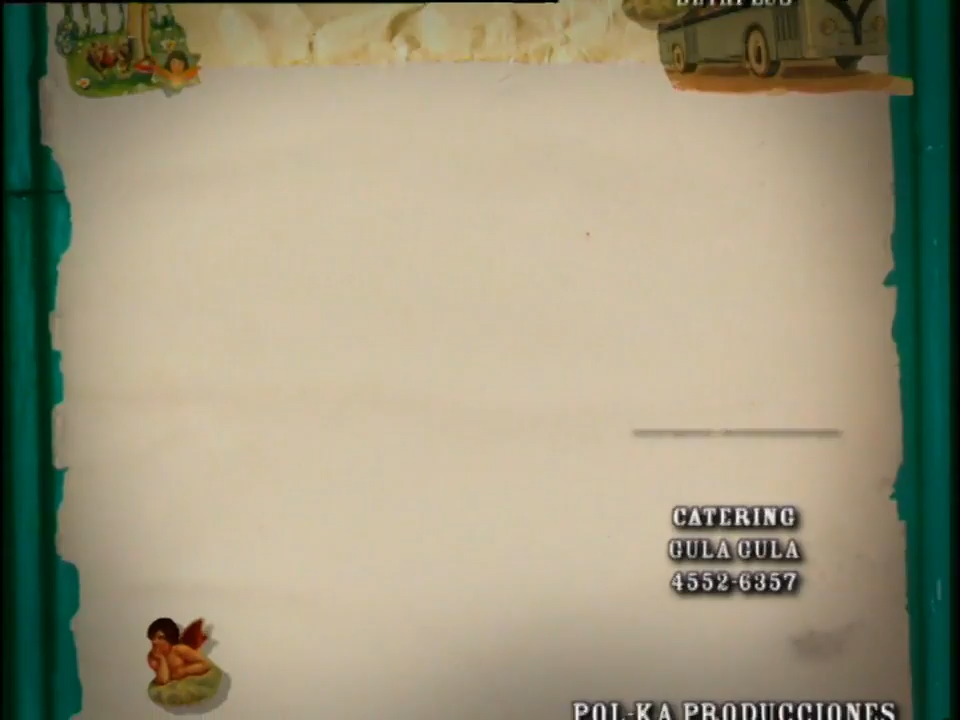 CATERING
GULA GULA
4552-6357
POL-KA PRODUCCIONES